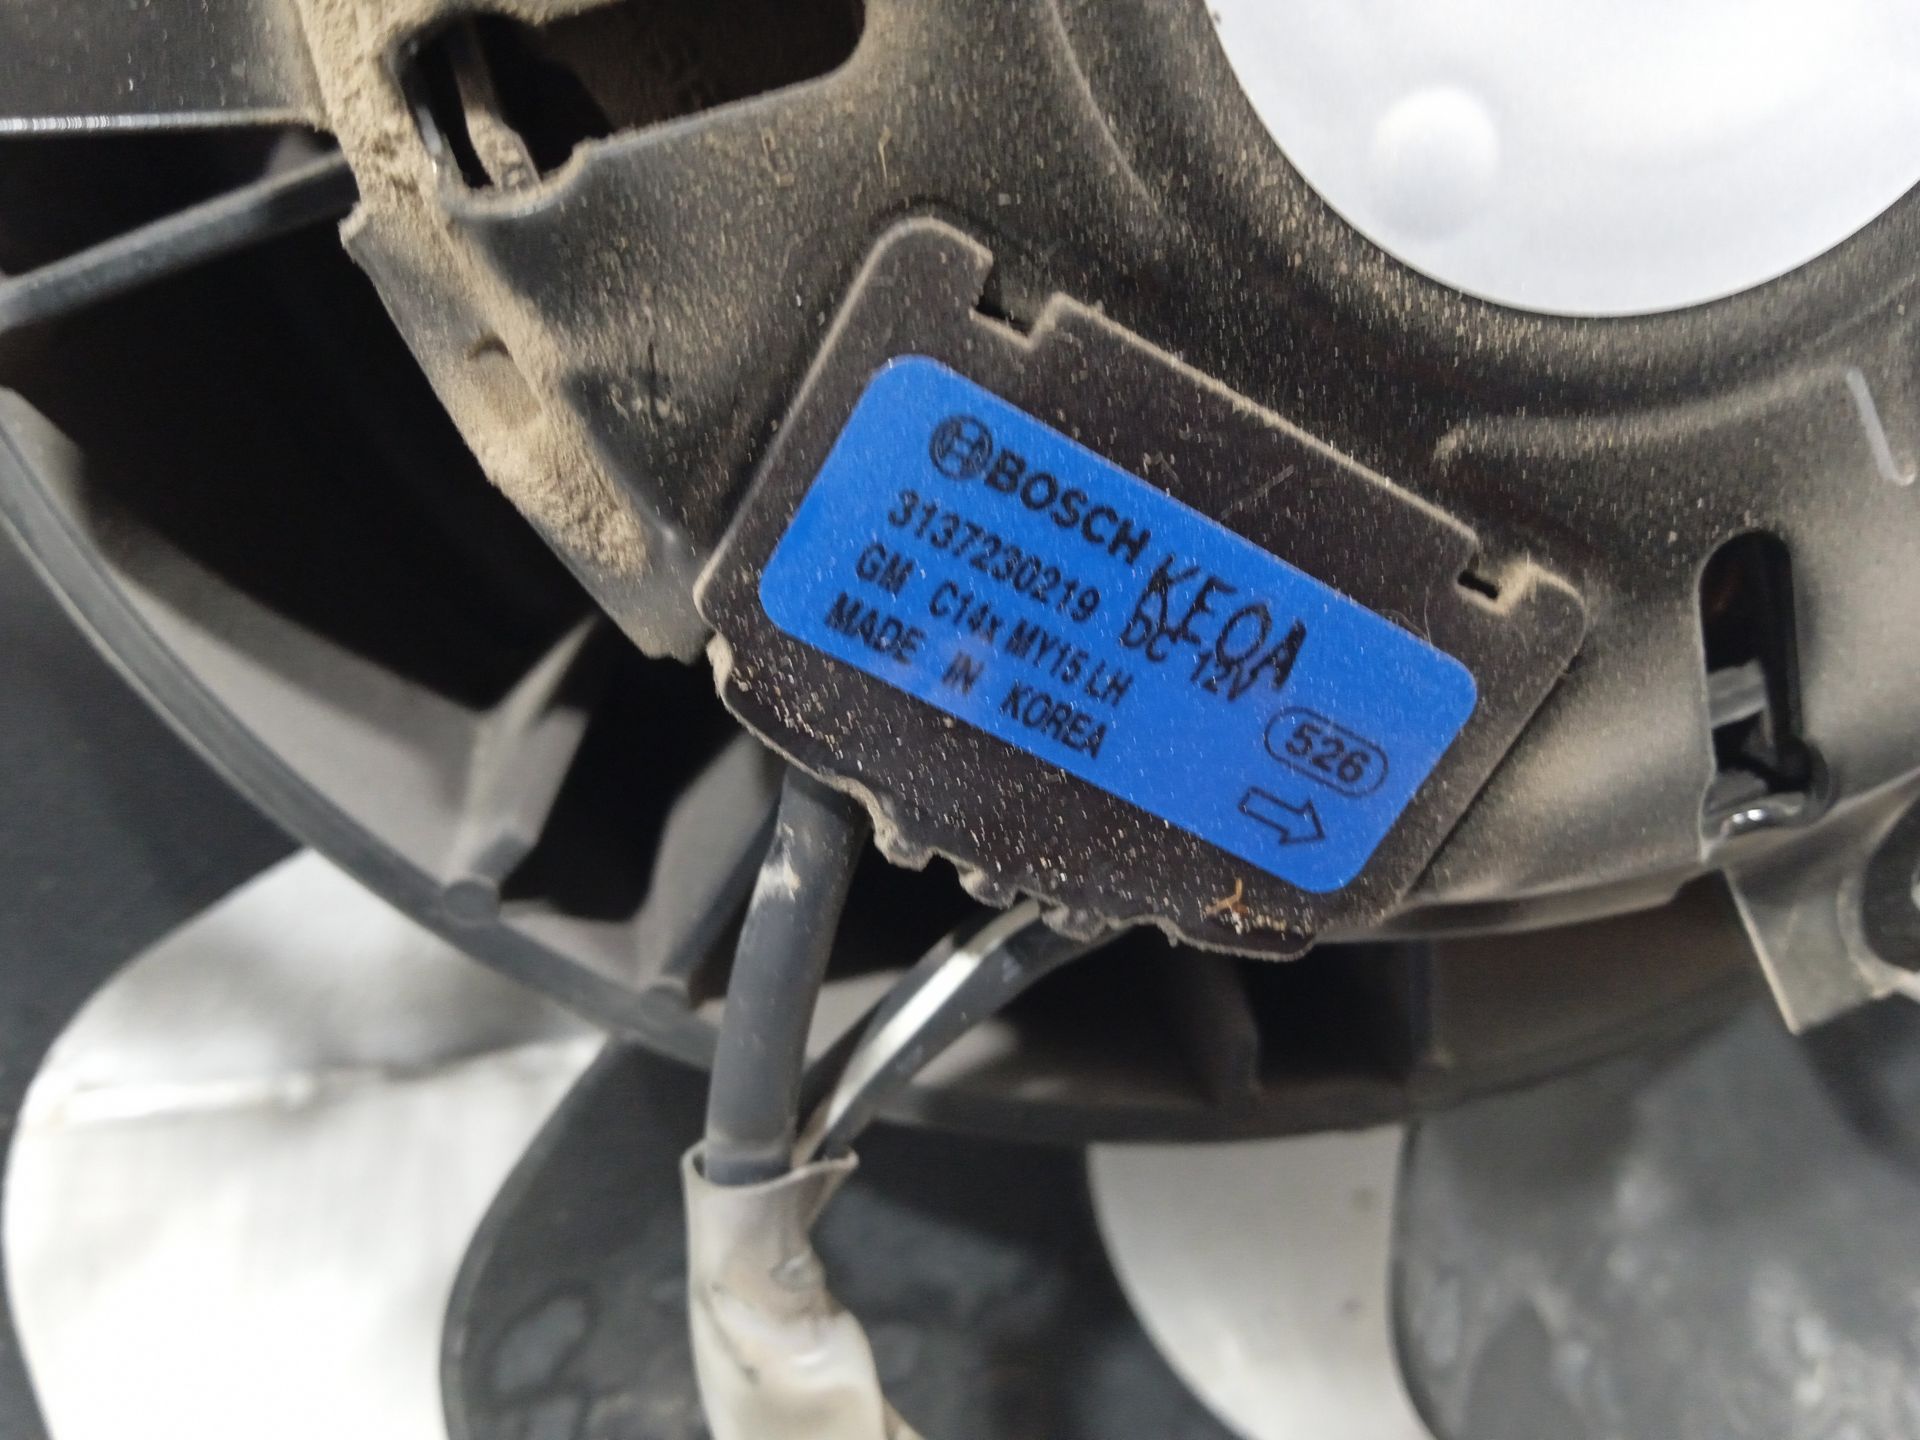 BOSCH KEOA
3137230219 DC 12V
GM C14x MY15 LH
MADE IN KOREA
526